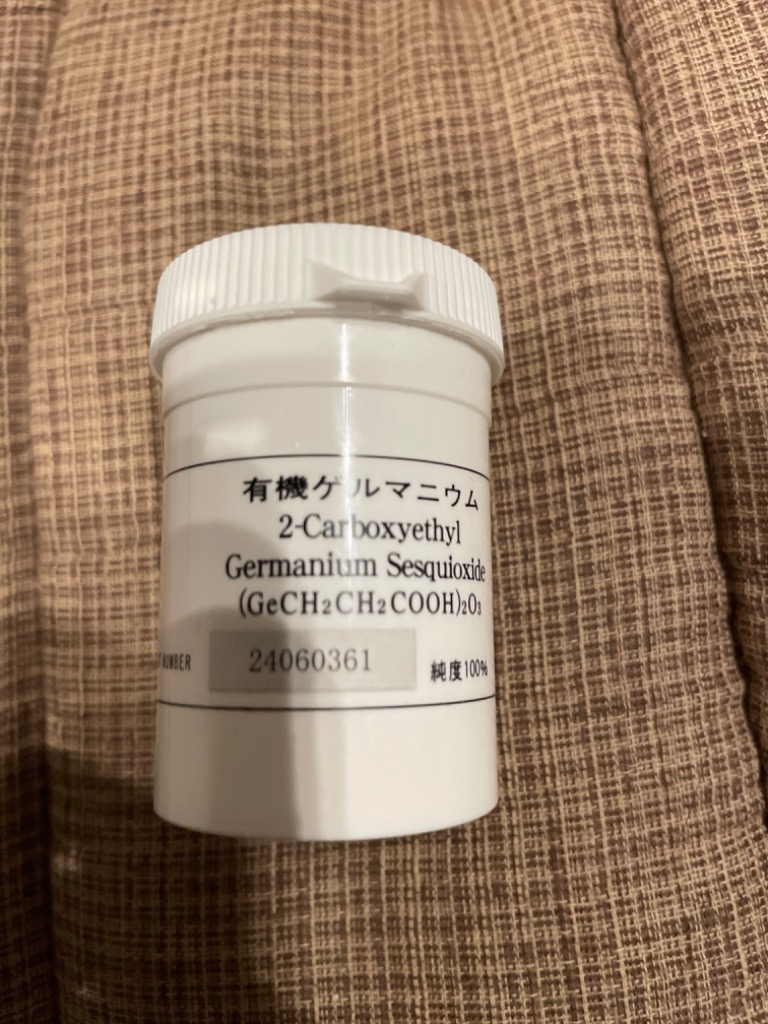 有機ゲルマニウム
2-Carboxyethyl
Germanium Sesquioxide
(GeCH₂CH₂COOH)₂O₃
NUMBER 24060361 純度100%